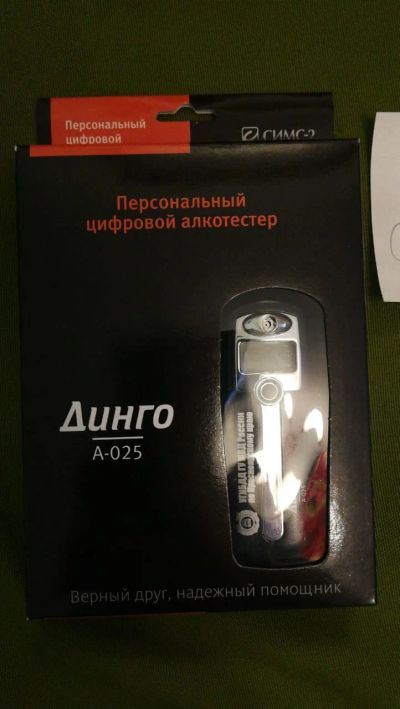 Персональный
цифровой
СИМС-2
Персональный
цифровой алкотестер
Динго
А-025
Верный друг, надежный помощник